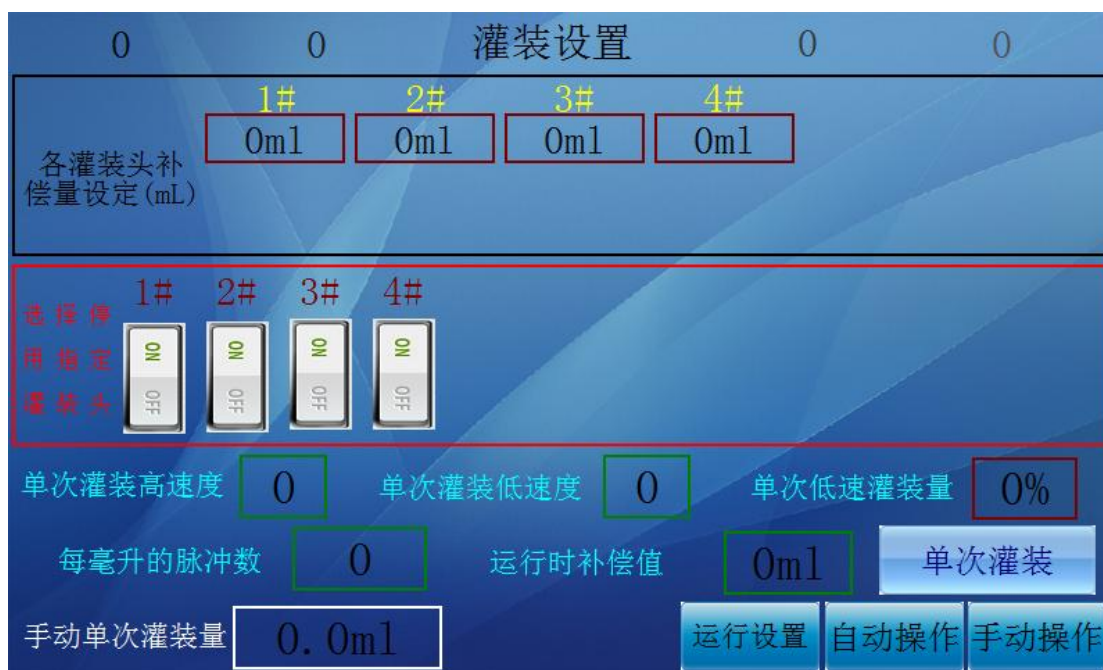 0 0 灌装设置 0 0
1# 2# 3# 4#
0ml 0ml 0ml 0ml
各灌装头补
偿量设定(mL)
1# 2# 3# 4#
选择停
用指定
灌装头
ON ON ON ON
OFF OFF OFF OFF
单次灌装高速度 0 单次灌装低速度 0 单次低速灌装量 0%
每毫升的脉冲数 0 运行时补偿值 0ml 单次灌装
手动单次灌装量 0.0ml 运行设置 自动操作 手动操作